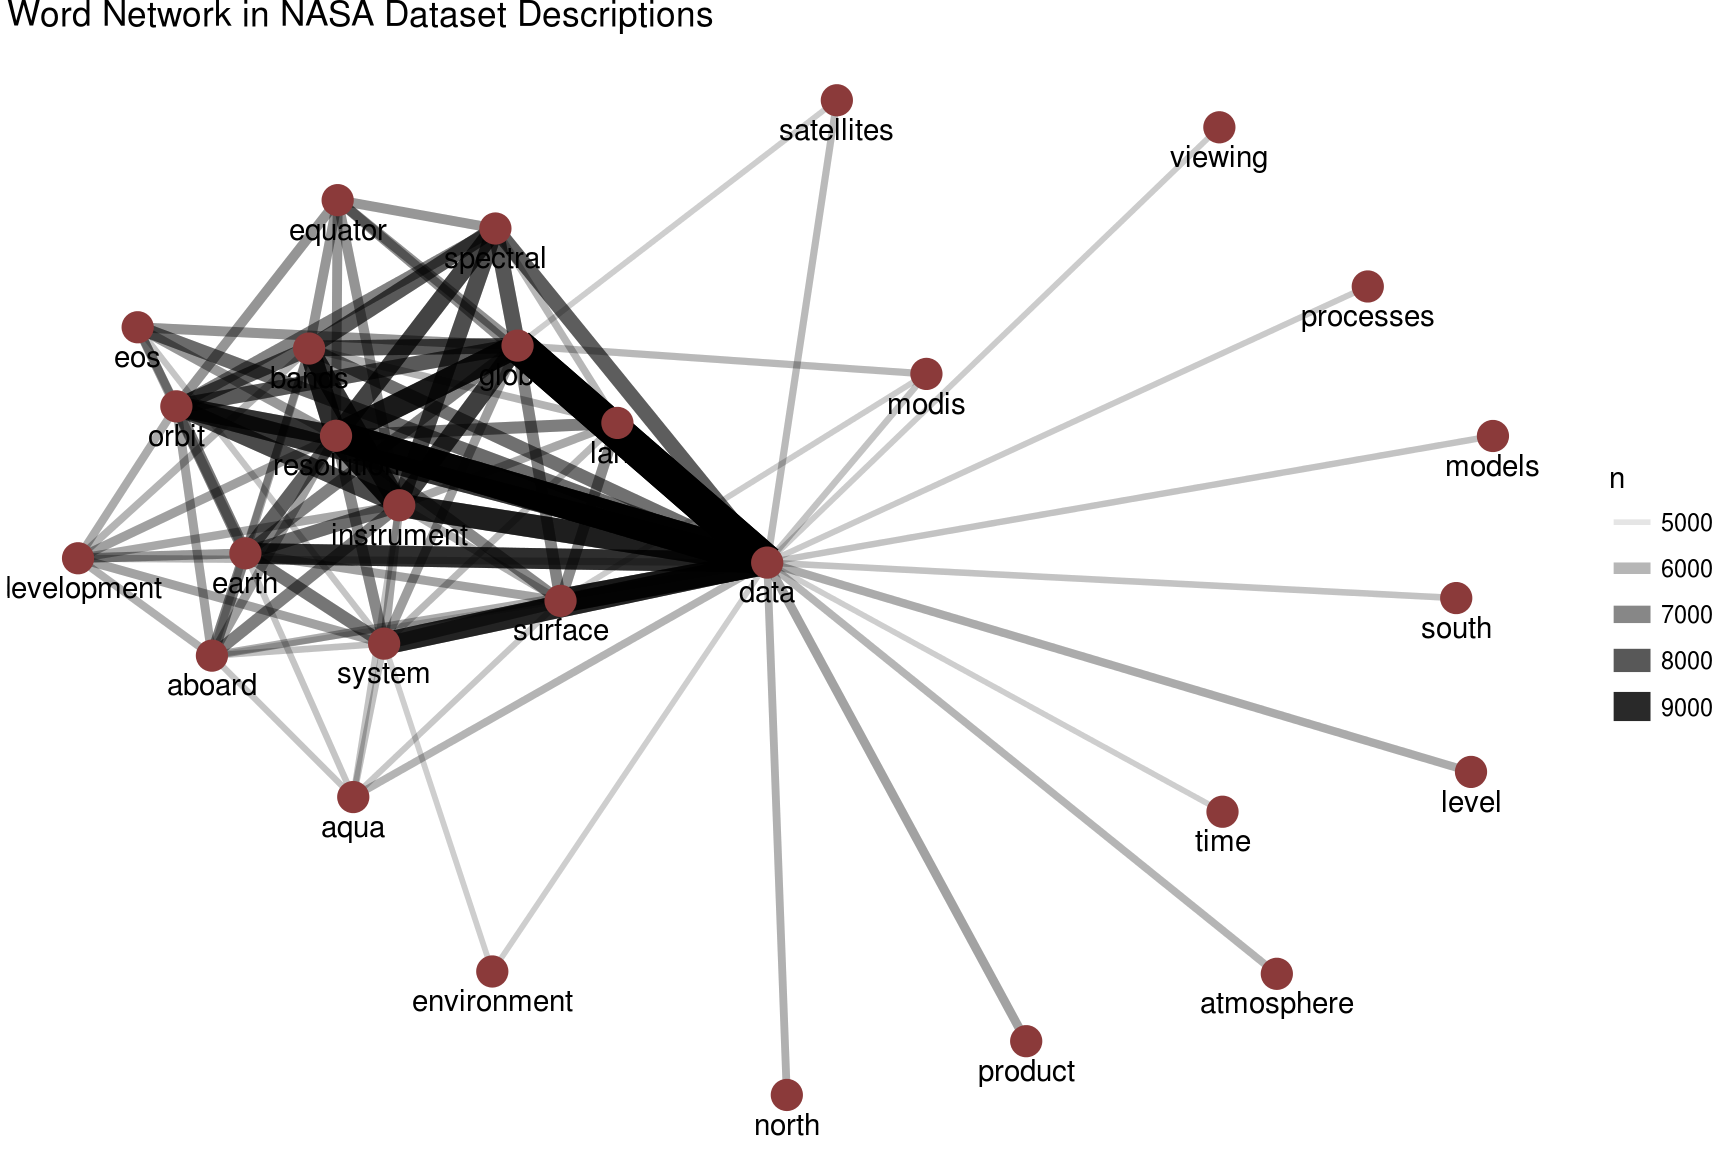 Word Network in NASA Dataset Descriptions
satellites
viewing
equator
spectral
processes
eos
bands
glob
modis
orbit
resolution
lan
models
n
5000
6000
7000
8000
9000
instrument
levelopment
earth
data
surface
south
aboard
system
level
aqua
time
environment
atmosphere
product
north